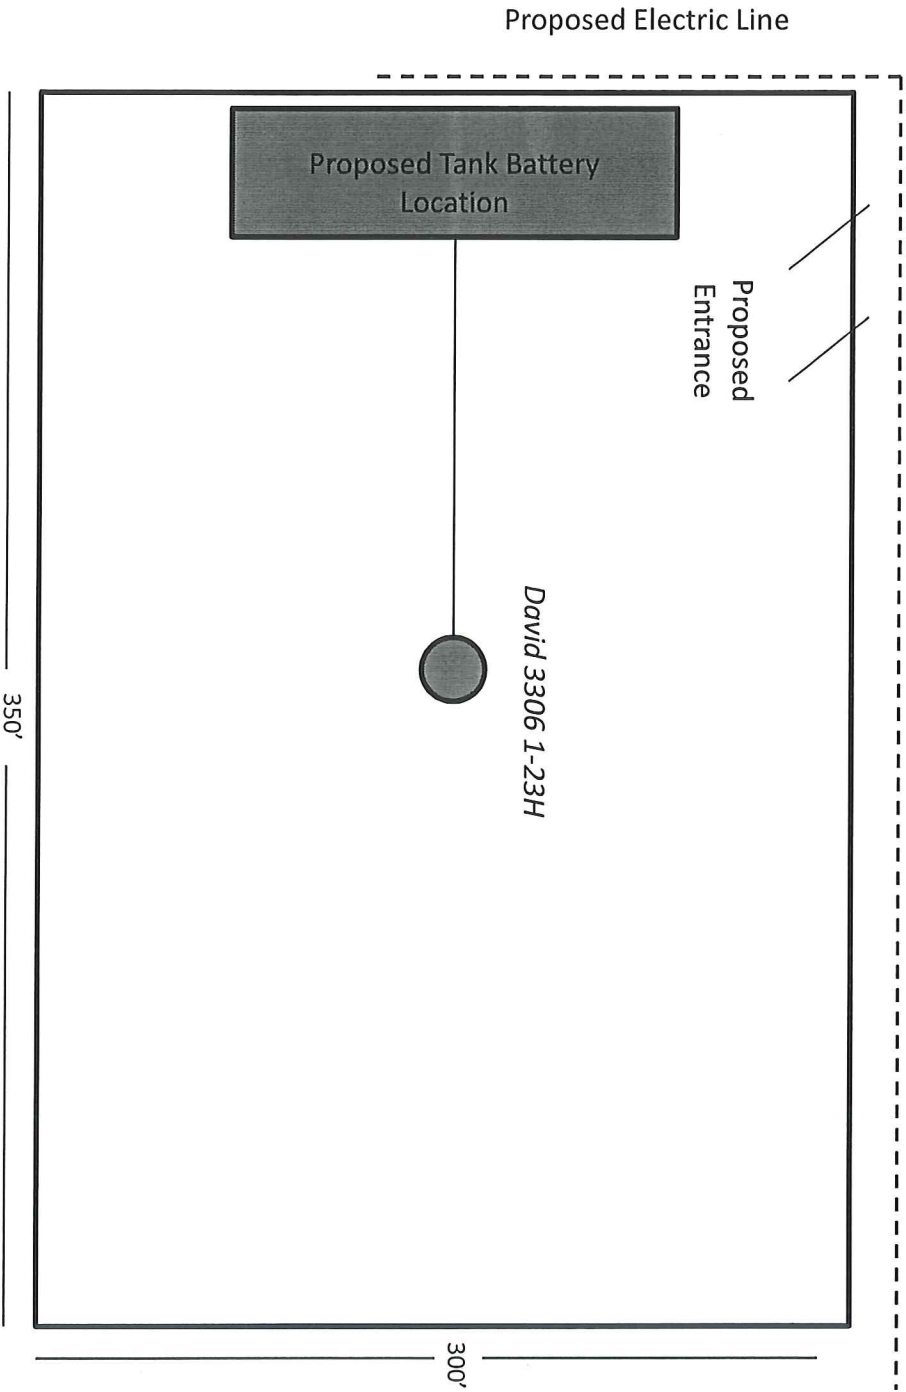 Proposed Electric Line
Proposed Tank Battery
Location
Proposed
Entrance
David 3306 1-23H
350'
300'